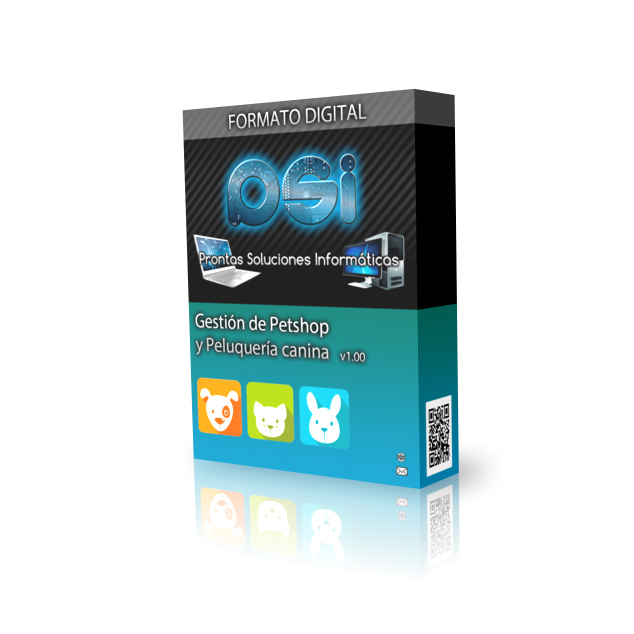 FORMATO DIGITAL
PSi
Prontas Soluciones Informáticas
Gestión de Petshop
y Peluquería canina v1.00